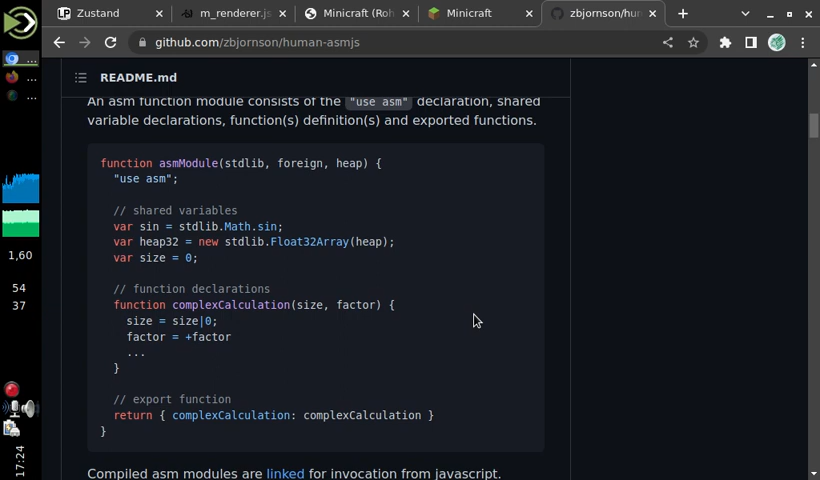 Zustand
m_renderer.js
Minicraft (Roh
Minicraft
zbjornson/hum
github.com/zbjornson/human-asmjs
README.md
An asm function module consists of the "use asm" declaration, shared
variable declarations, function(s) definition(s) and exported functions.
function asmModule(stdlib, foreign, heap) {
"use asm";
// shared variables
var sin = stdlib.Math.sin;
var heap32 = new stdlib.Float32Array(heap);
var size = 0;
// function declarations
function complexCalculation(size, factor) {
size = size|0;
factor = +factor
...
}
// export function
return { complexCalculation: complexCalculation }
}
Compiled asm modules are linked for invocation from javascript.
...
...
...
1,60
54
37
17:24